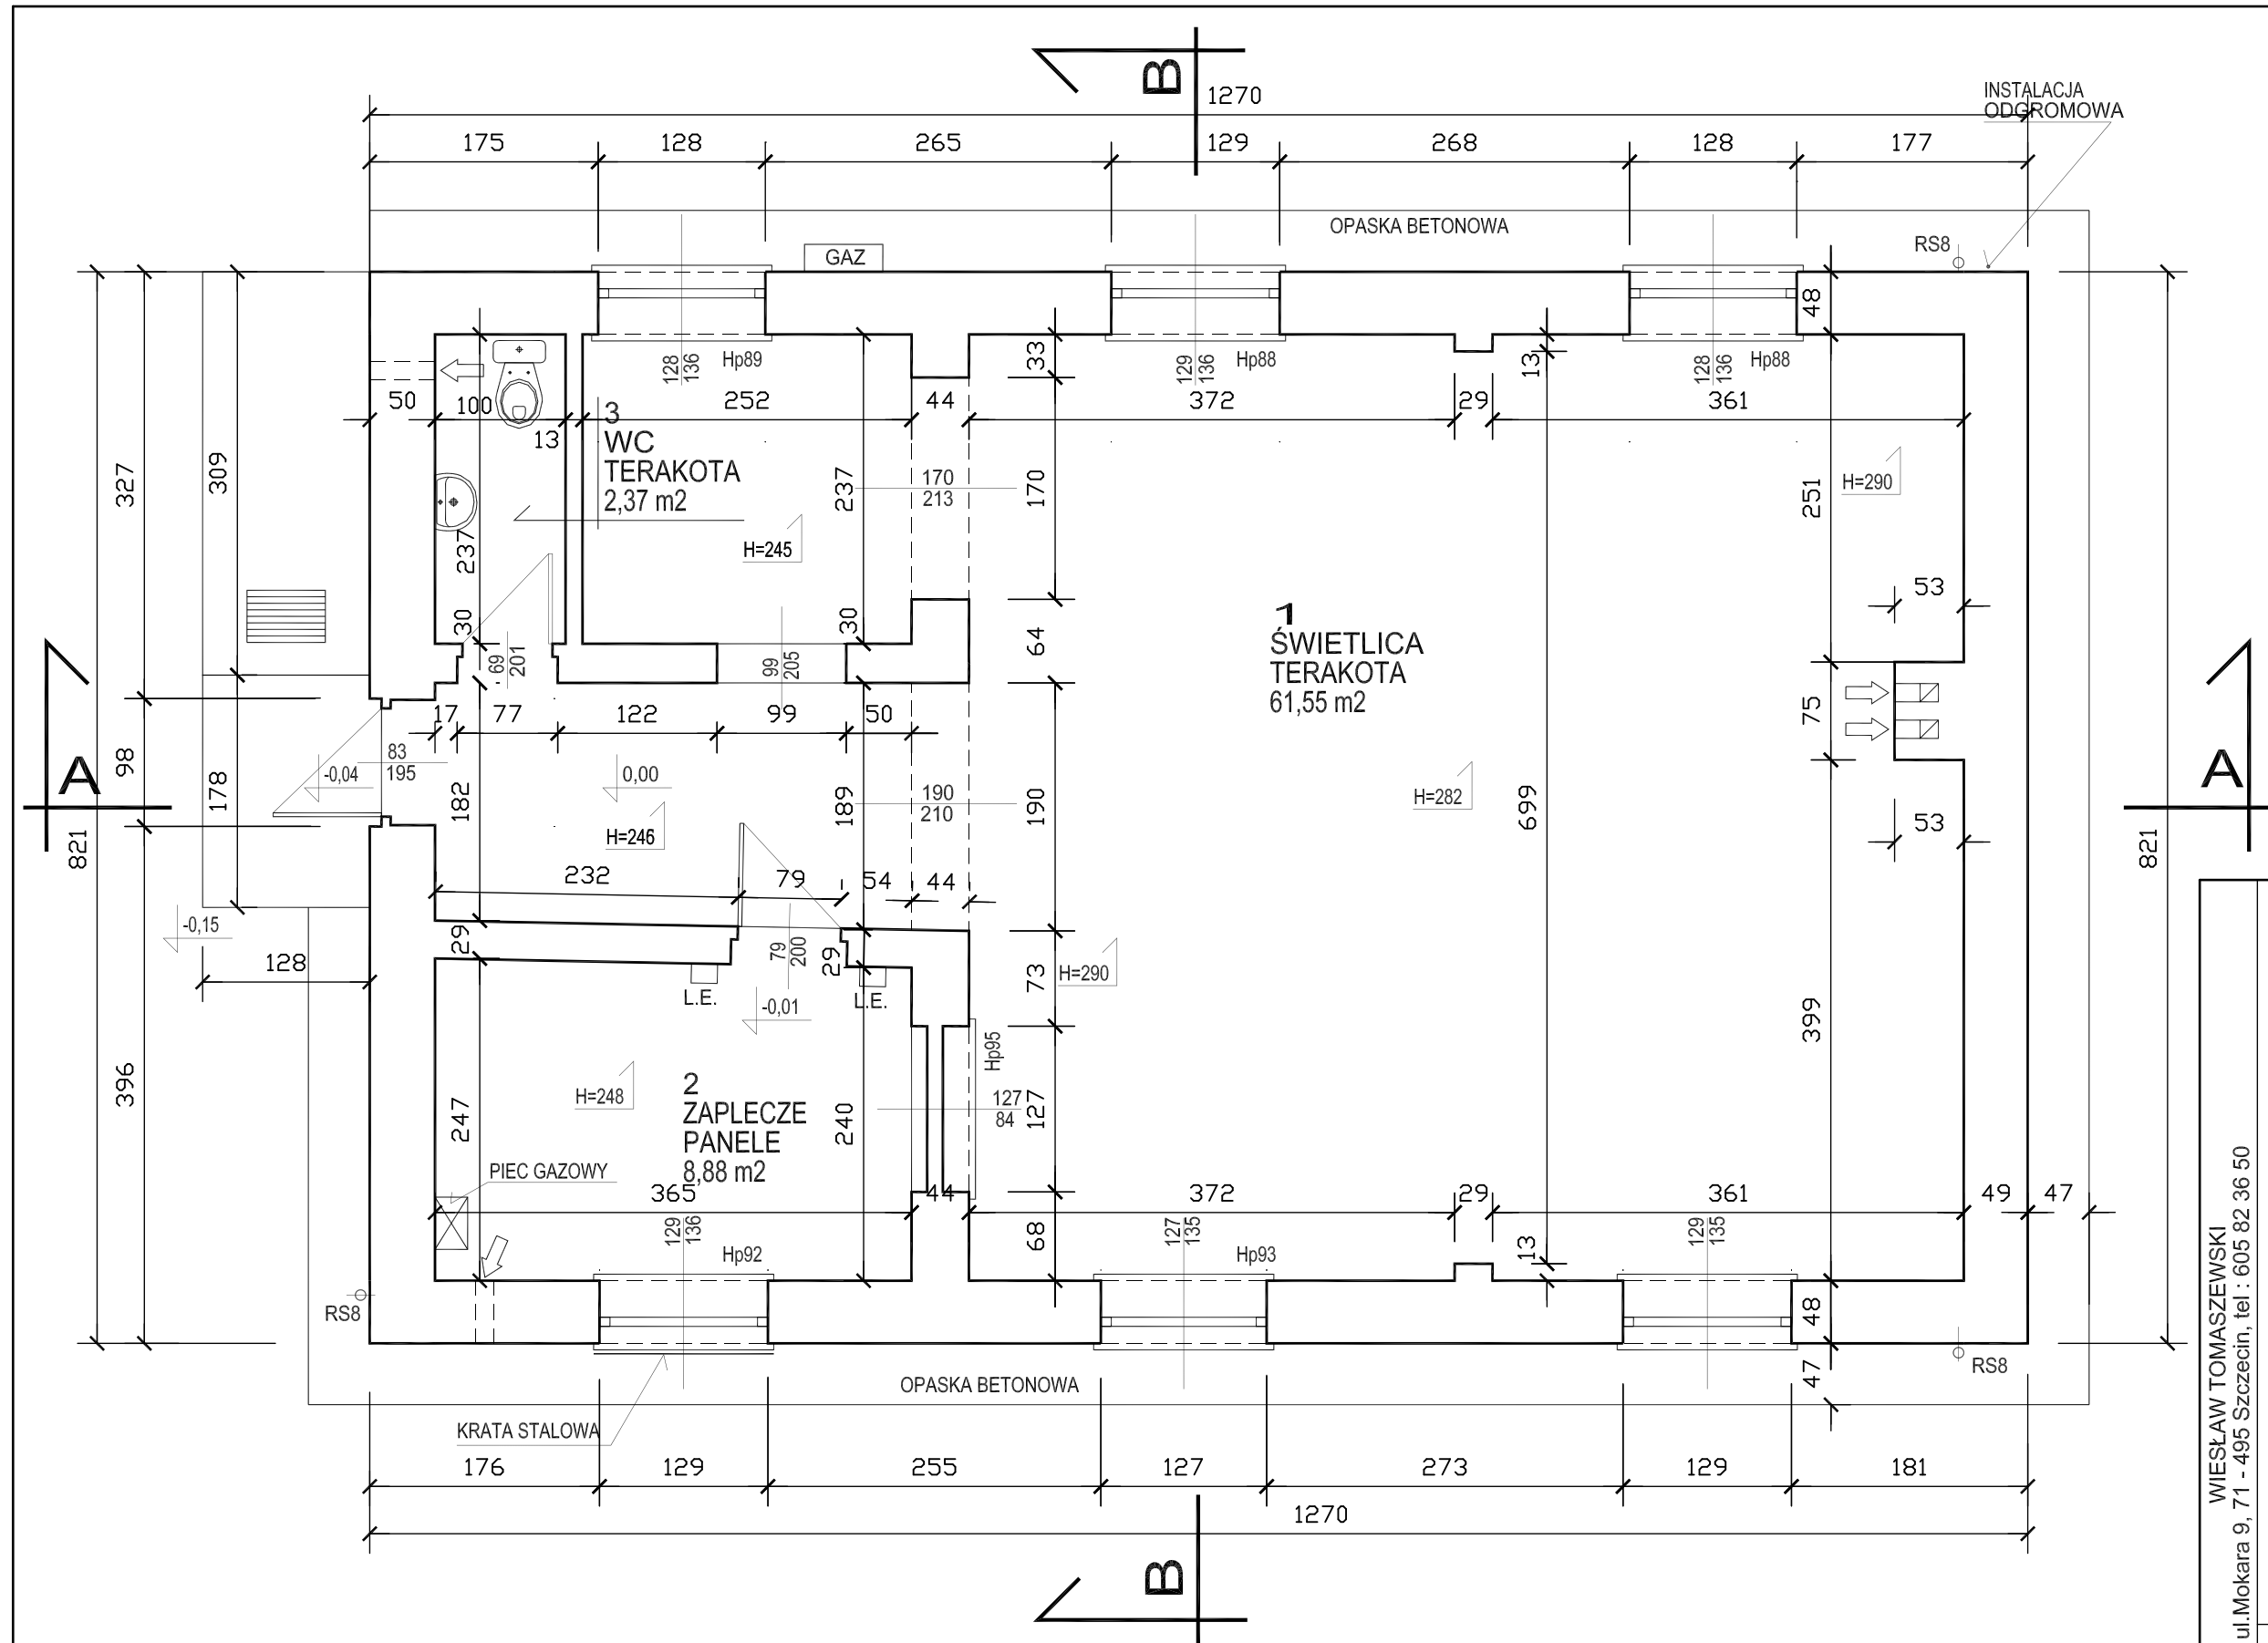 B
1270
INSTALACJA
ODGROMOWA
175
128
265
129
268
128
177
OPASKA BETONOWA
RS8
GAZ
48
128
136
Hp89
129
136
Hp88
128
136
Hp88
33
13
50
100
13
252
44
372
29
361
3
WC
TERAKOTA
2,37 m2
327
309
237
237
170
213
170
251
H=290
H=245
53
30
30
69
201
99
205
64
1
ŚWIETLICA
TERAKOTA
61,55 m2
17
77
122
99
50
75
A
98
178
83
195
-0,04
0,00
182
H=246
189
190
210
190
H=282
699
53
A
821
821
232
79
54
44
-0,15
128
29
79
200
29
L.E.
L.E.
-0,01
H=290
73
399
Hp95
396
247
H=248
2
ZAPLECZE
PANELE
8,88 m2
240
127
84
127
PIEC GAZOWY
365
44
372
29
361
49
47
129
136
Hp92
68
127
135
Hp93
13
129
135
RS8
48
47
RS8
OPASKA BETONOWA
KRATA STALOWA
176
129
255
127
273
129
181
1270
B
WIESŁAW TOMASZEWSKI
ul.Mokara 9, 71 - 495 Szczecin, tel : 605 82 36 50